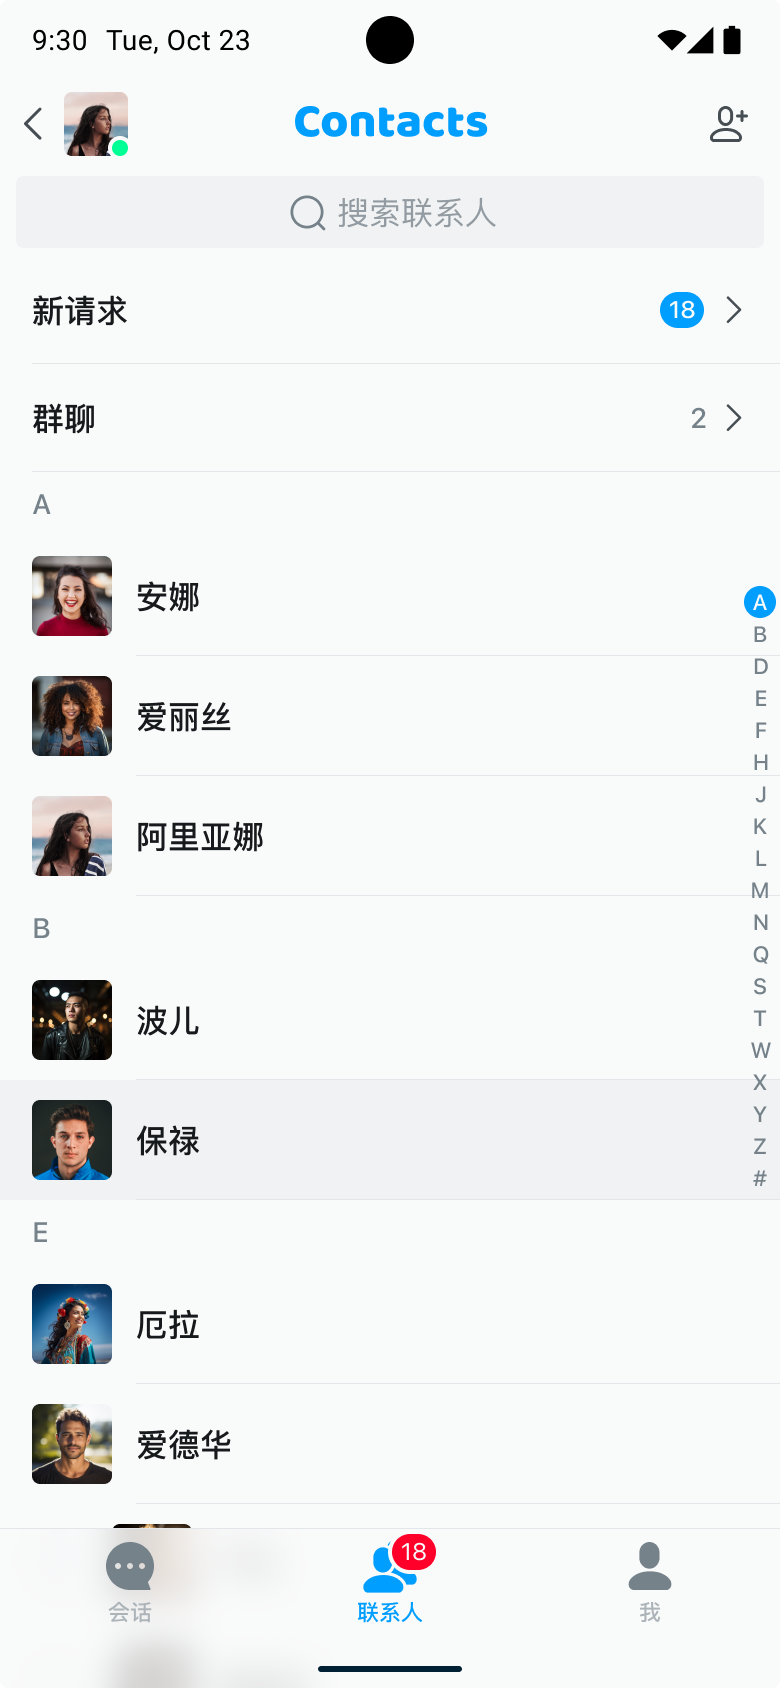 9:30 Tue, Oct 23
Contacts
搜索联系人
新请求 18
群聊 2
A
安娜
爱丽丝
阿里亚娜
B
波儿
保禄
E
厄拉
爱德华
A
B
D
E
F
H
J
K
L
M
N
Q
S
T
W
X
Y
Z
#
18
会话 联系人 我